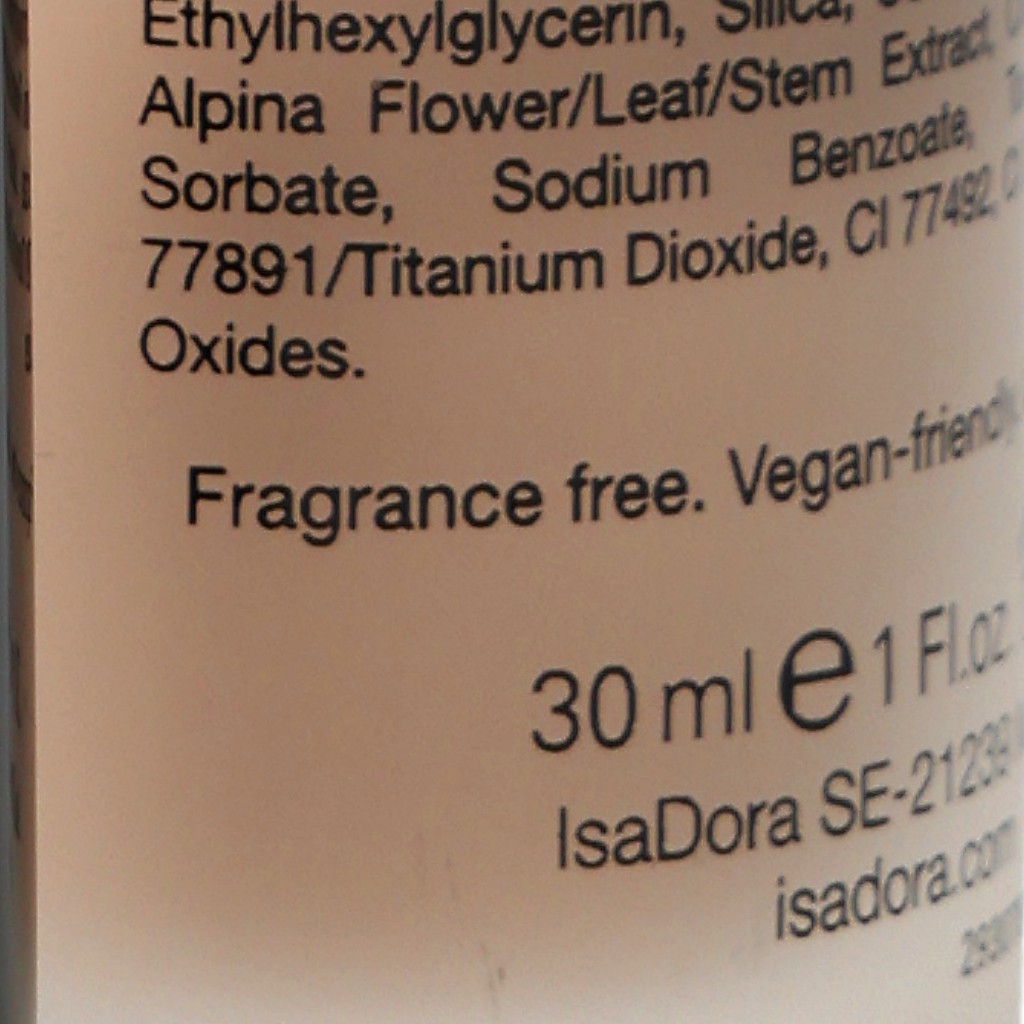 Ethylhexylglycerin, Silica,
Alpina Flower/Leaf/Stem Extract,
Sorbate, Sodium Benzoate,
77891/Titanium Dioxide, CI 77492,
Oxides.
Fragrance free. Vegan-friendly.
30 ml e 1 Fl.oz.
IsaDora SE-21239
isadora.com